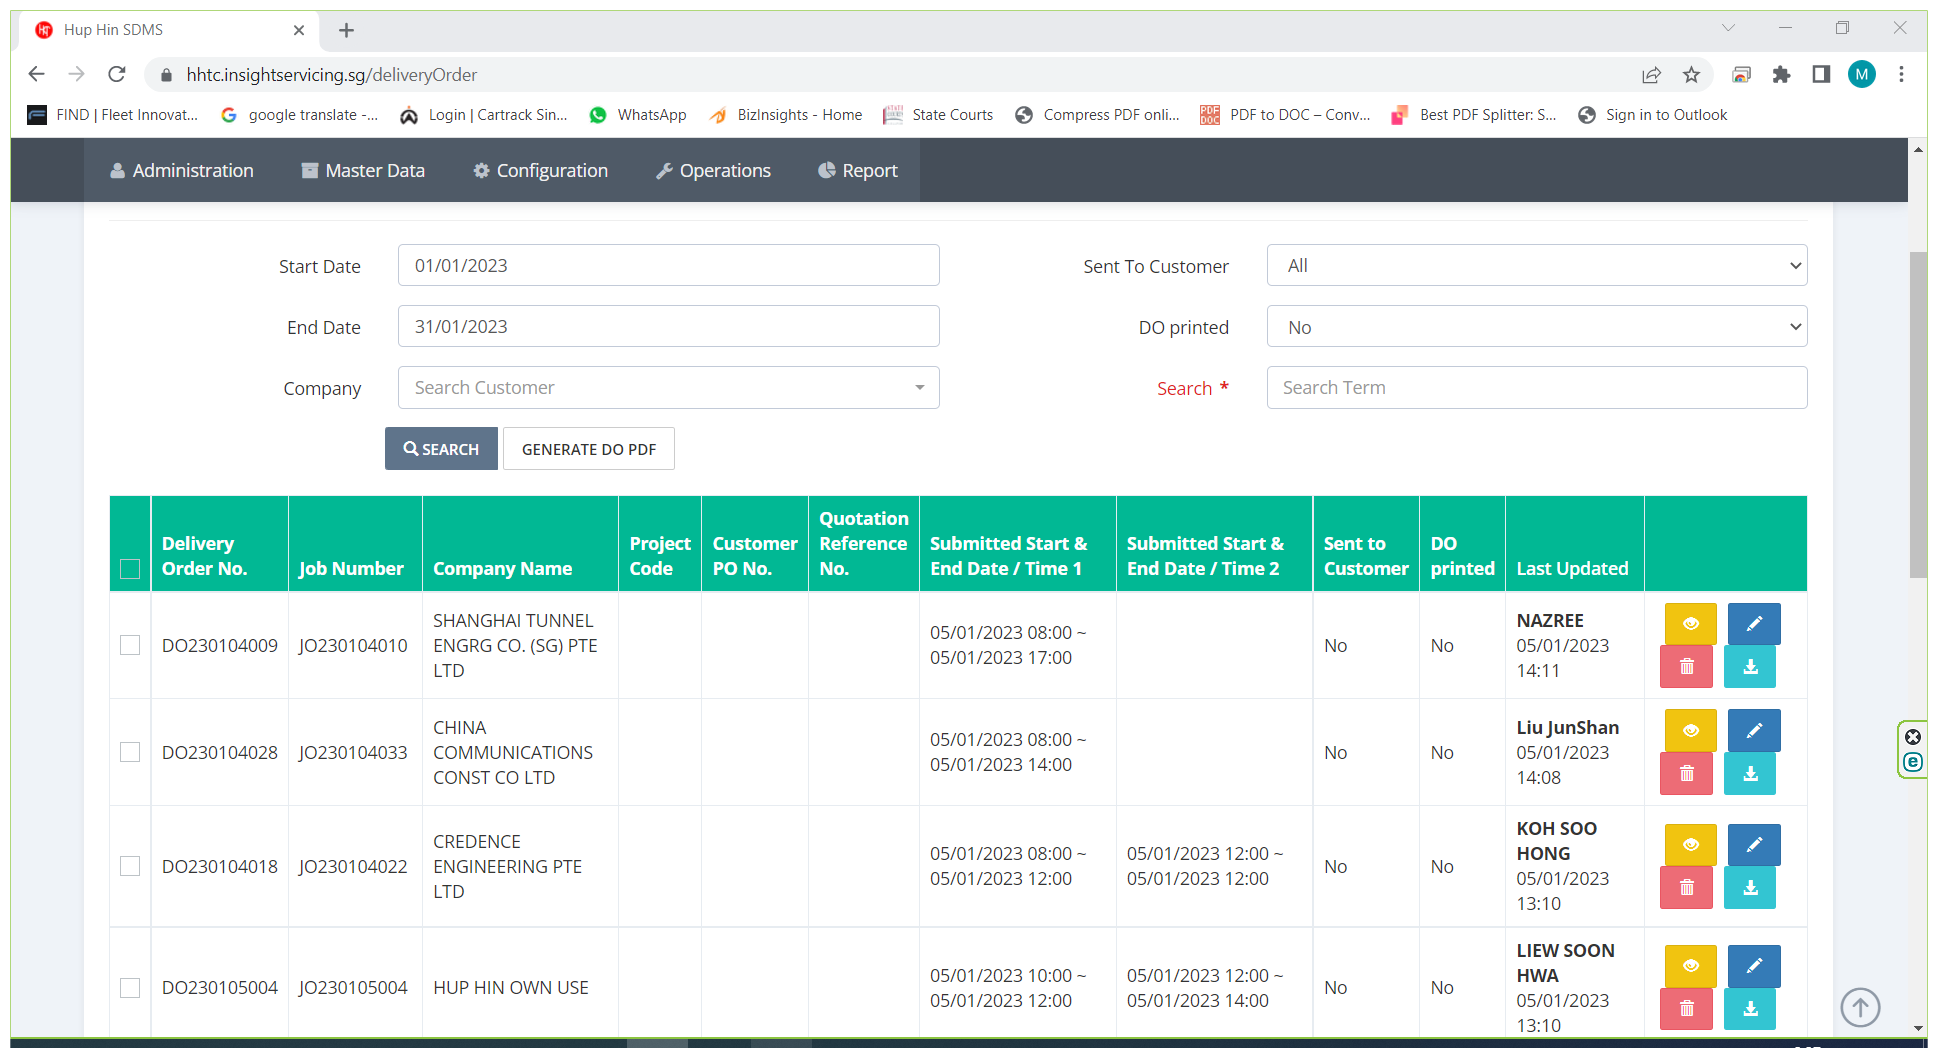 Hup Hin SDMS
hhtc.insightservicing.sg/deliveryOrder
M
FIND | Fleet Innovat...
google translate -...
Login | Cartrack Sin...
WhatsApp
BizInsights - Home
State Courts
Compress PDF onli...
PDF to DOC – Conv...
Best PDF Splitter: S...
Sign in to Outlook
Administration
Master Data
Configuration
Operations
Report
Start Date
01/01/2023
Sent To Customer
All
End Date
31/01/2023
DO printed
No
Company
Search Customer
Search *
Search Term
SEARCH
GENERATE DO PDF
Delivery
Order No.
Job Number
Company Name
Project
Code
Customer
PO No.
Quotation
Reference
No.
Submitted Start &
End Date / Time 1
Submitted Start &
End Date / Time 2
Sent to
Customer
DO
printed
Last Updated
DO230104009
JO230104010
SHANGHAI TUNNEL
ENGRG CO. (SG) PTE
LTD
05/01/2023 08:00 ~
05/01/2023 17:00
No
No
NAZREE
05/01/2023
14:11
DO230104028
JO230104033
CHINA
COMMUNICATIONS
CONST CO LTD
05/01/2023 08:00 ~
05/01/2023 14:00
No
No
Liu JunShan
05/01/2023
14:08
DO230104018
JO230104022
CREDENCE
ENGINEERING PTE
LTD
05/01/2023 08:00 ~
05/01/2023 12:00
05/01/2023 12:00 ~
05/01/2023 12:00
No
No
KOH SOO
HONG
05/01/2023
13:10
DO230105004
JO230105004
HUP HIN OWN USE
05/01/2023 10:00 ~
05/01/2023 12:00
05/01/2023 12:00 ~
05/01/2023 14:00
No
No
LIEW SOON
HWA
05/01/2023
13:10